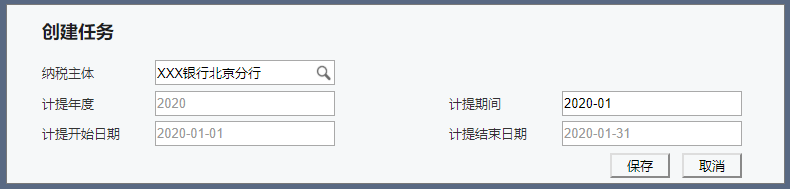 创建任务
纳税主体 XXX银行北京分行
计提年度 2020 计提期间 2020-01
计提开始日期 2020-01-01 计提结束日期 2020-01-31
保存 取消